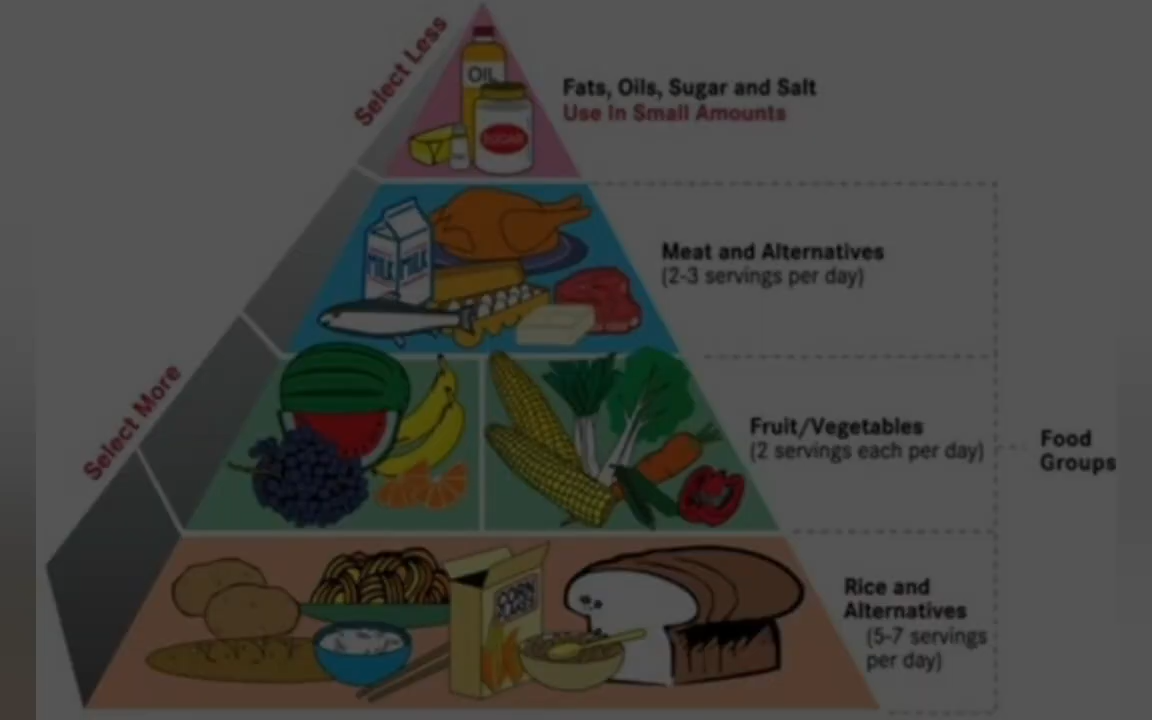 Select Less
OIL
SUGAR
Fats, Oils, Sugar and Salt
Use In Small Amounts
MILK MILK
Meat and Alternatives
(2-3 servings per day)
Select More
Fruit/Vegetables
(2 servings each per day)
Food
Groups
CORN
FLAKES
Rice and
Alternatives
(5-7 servings
per day)